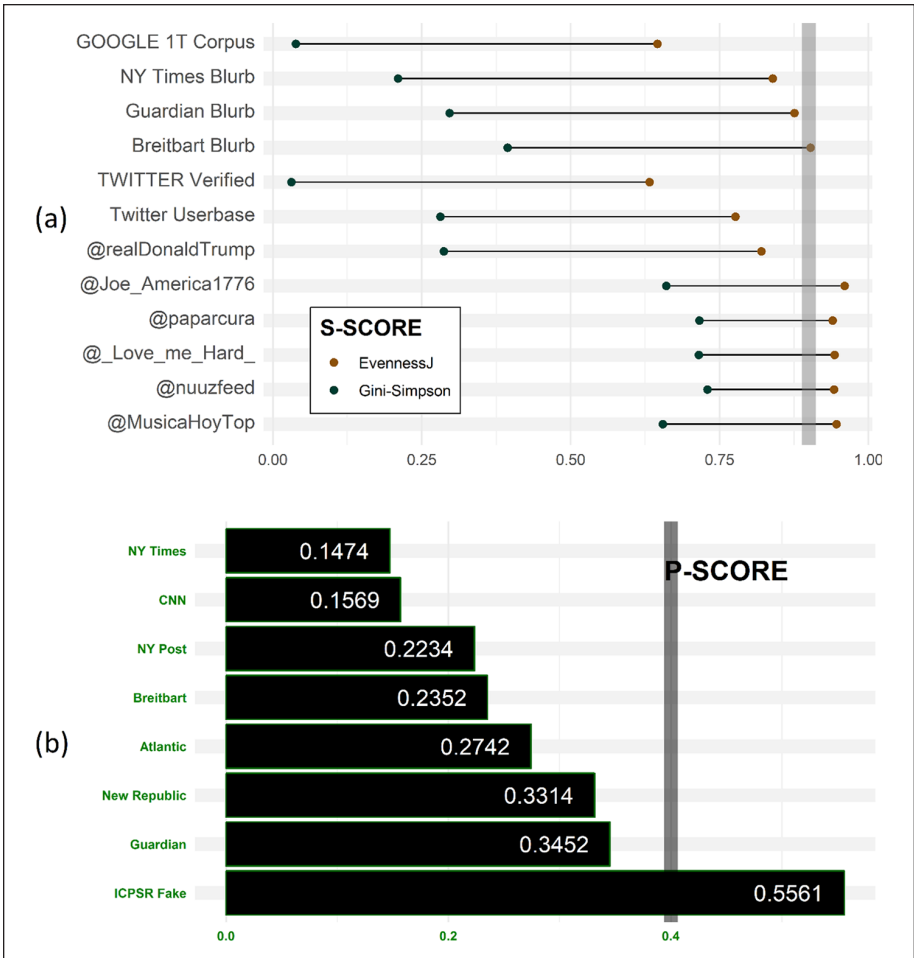 GOOGLE 1T Corpus
NY Times Blurb
Guardian Blurb
Breitbart Blurb
TWITTER Verified
(a)
Twitter Userbase
@realDonaldTrump
@Joe_America1776
@paparcura
@_Love_me_Hard_
@nuuzfeed
@MusicaHoyTop
S-SCORE
EvennessJ
Gini-Simpson
0.00 0.25 0.50 0.75 1.00
P-SCORE
NY Times 0.1474
CNN 0.1569
NY Post 0.2234
Breitbart 0.2352
(b)
Atlantic 0.2742
New Republic 0.3314
Guardian 0.3452
ICPSR Fake 0.5561
0.0 0.2 0.4